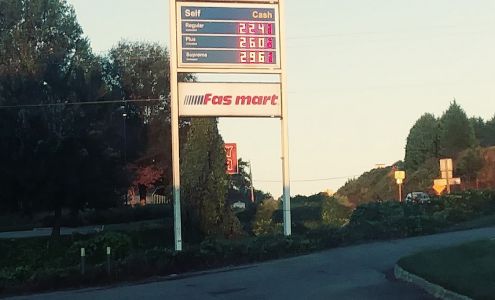 Self Cash
Regular 2.24
Plus 2.60
Supreme 2.96
Fas mart